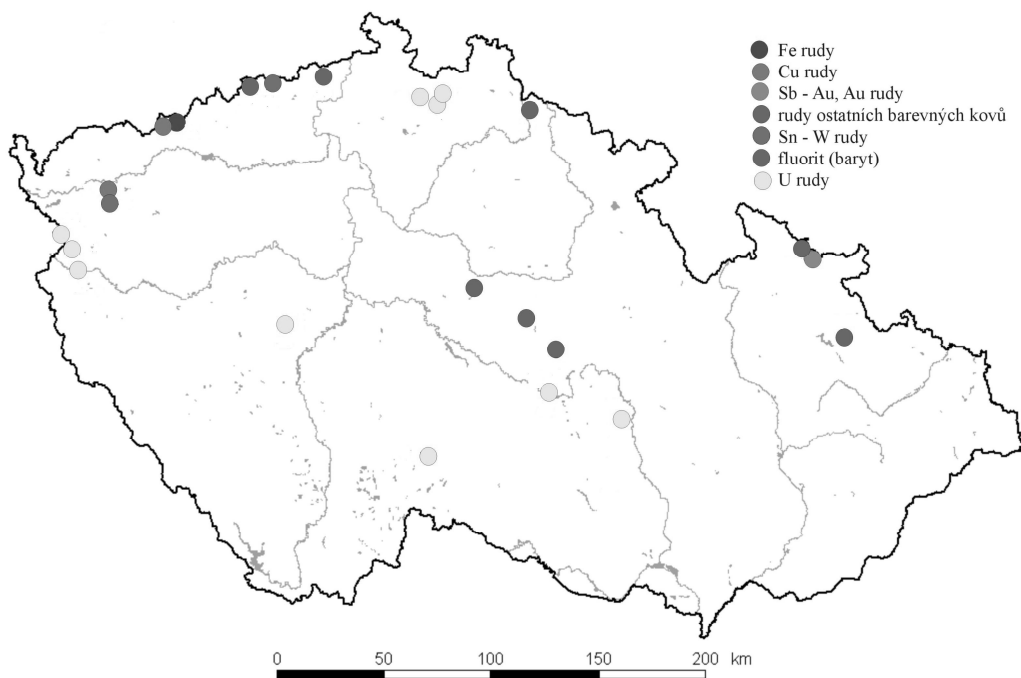 Fe rudy
Cu rudy
Sb - Au, Au rudy
rudy ostatních barevných kovů
Sn - W rudy
fluorit (baryt)
U rudy
0 50 100 150 200 km